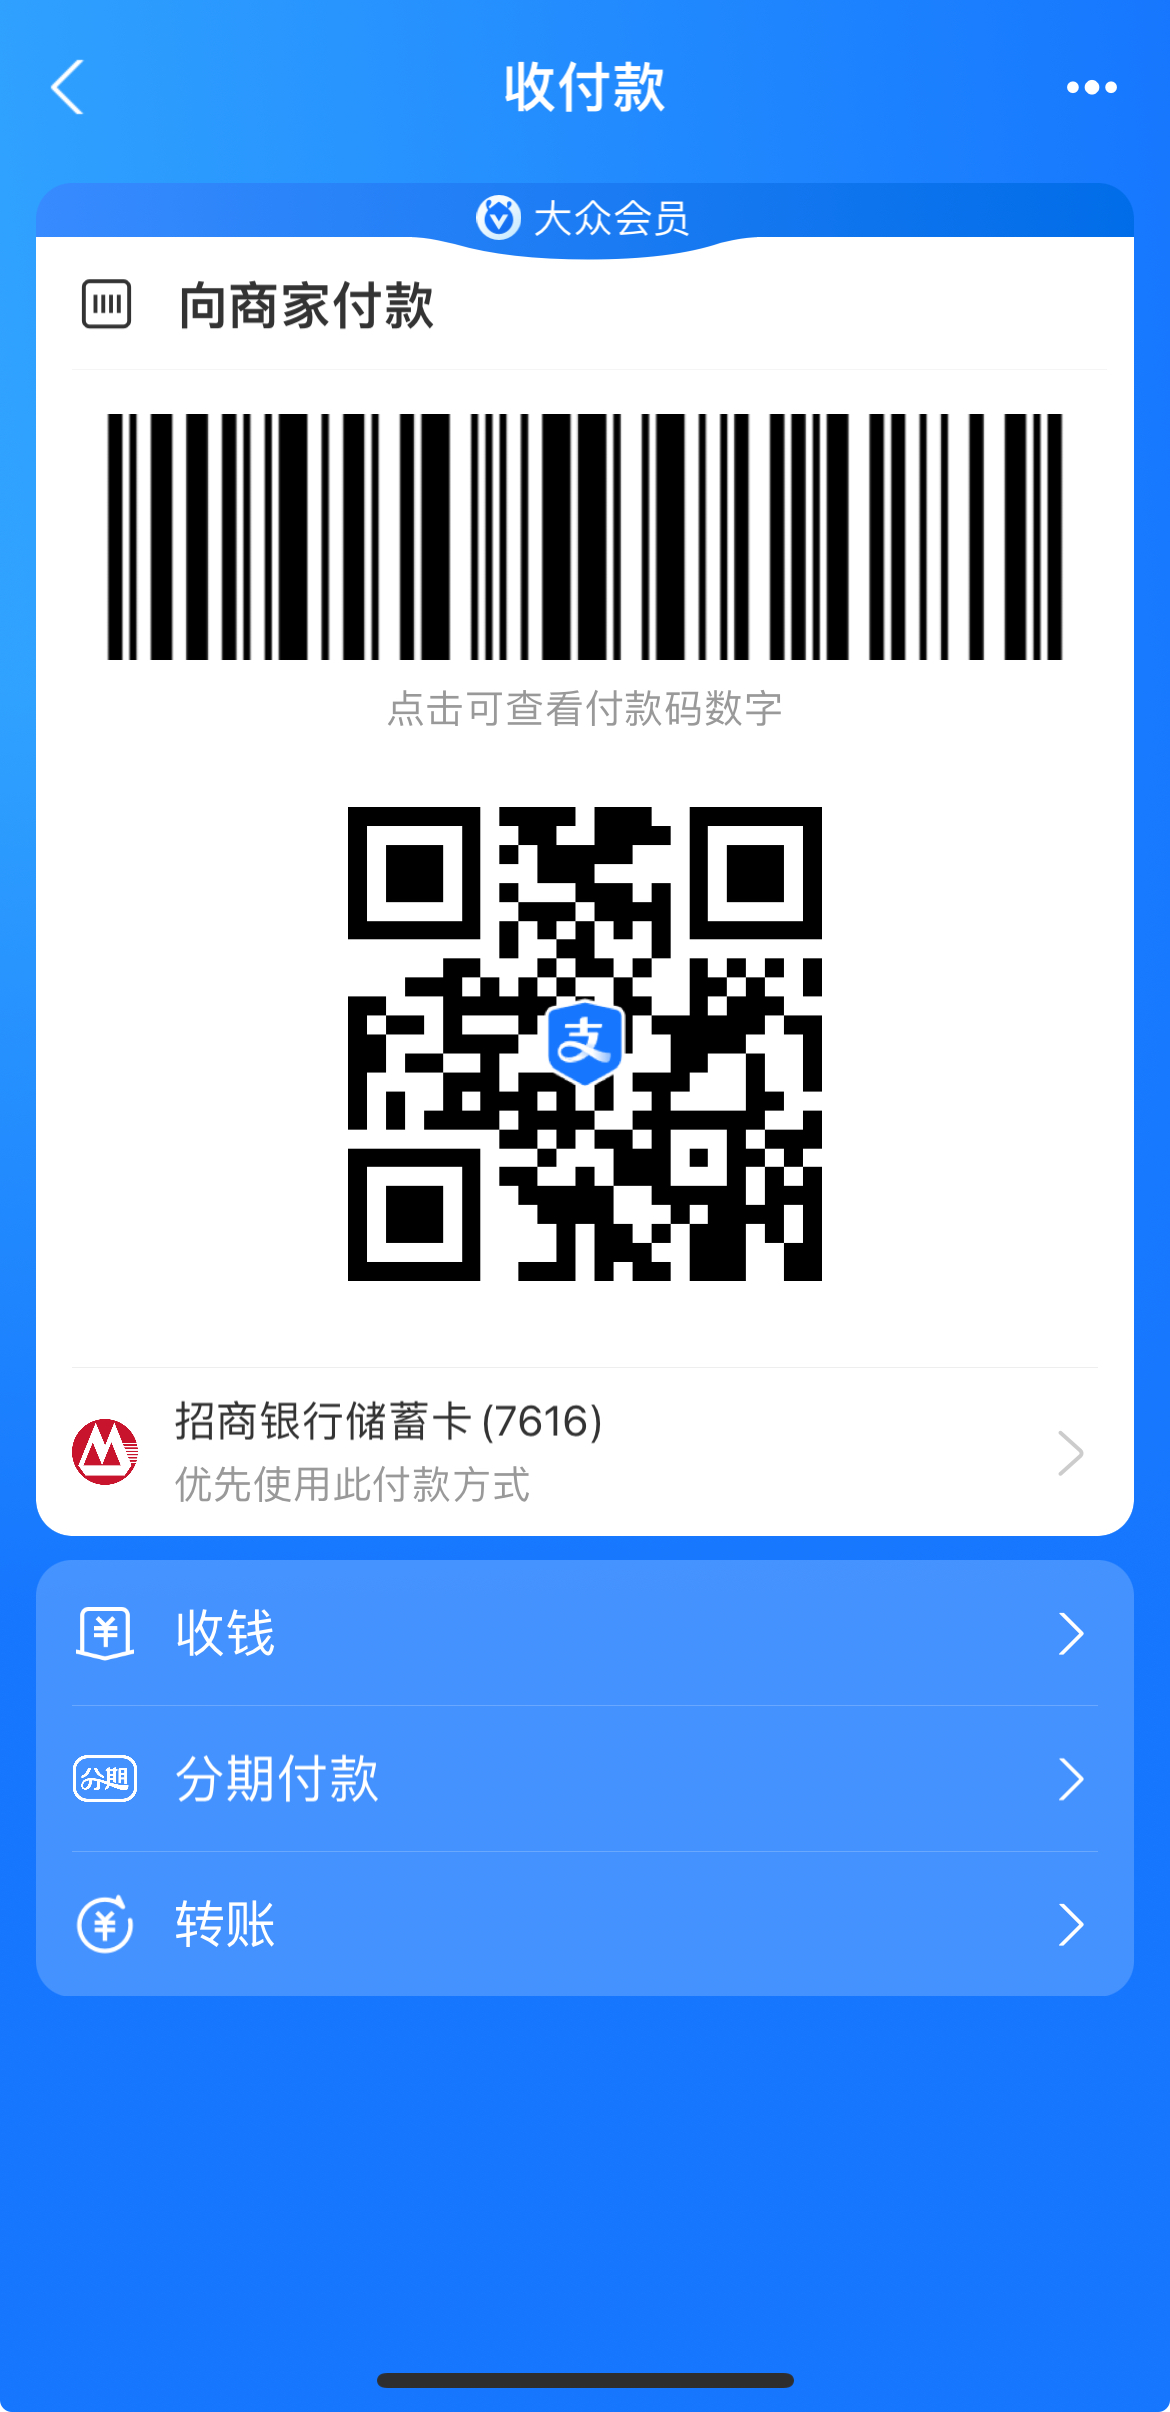 收付款
大众会员
向商家付款
点击可查看付款码数字
支
招商银行储蓄卡 (7616)
优先使用此付款方式
收钱
分期 分期付款
转账